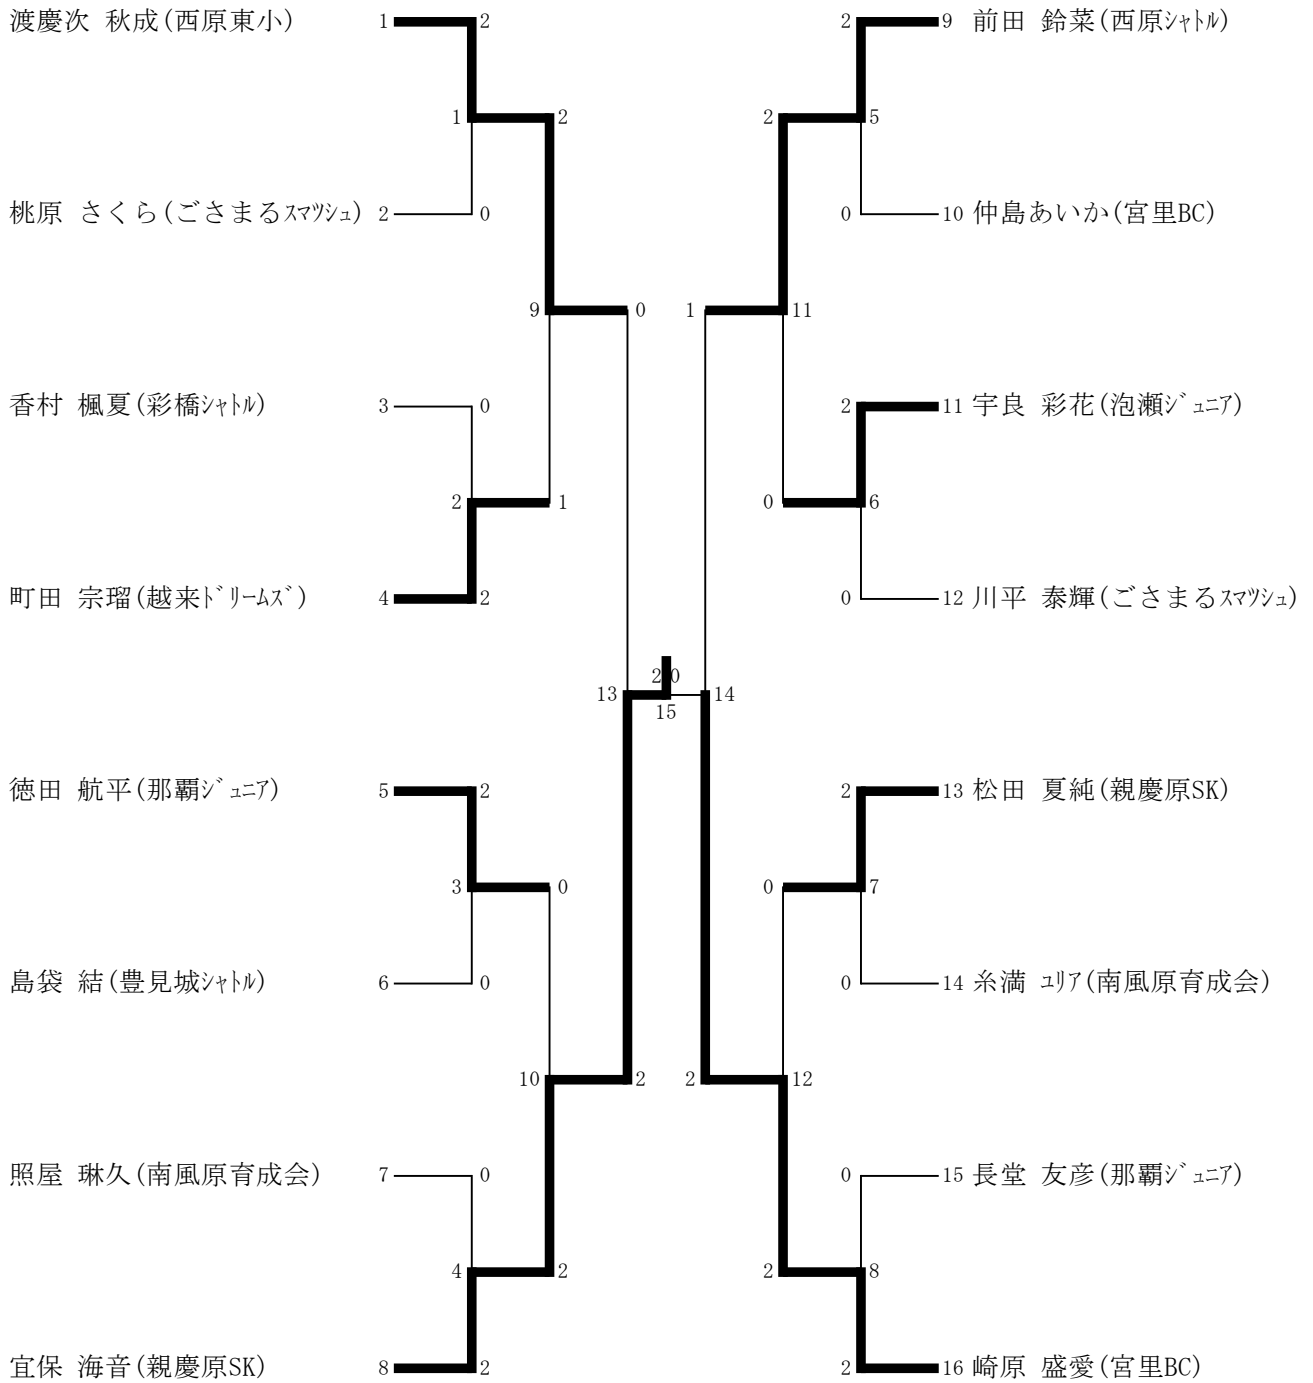 渡慶次 秋成(西原東小) 1 2 2 9 前田 鈴菜(西原ｼｬﾄﾙ)
1 2 2 5
桃原 さくら(ごさまるｽﾏﾂｼｭ) 2 0 0 10 仲島あいか(宮里BC)
9 0 1 11
香村 楓夏(彩橋ｼｬﾄﾙ) 3 0 2 11 宇良 彩花(泡瀬ｼﾞｭﾆｱ)
2 1 0 6
町田 宗瑠(越来ﾄﾞﾘｰﾑｽﾞ) 4 2 0 12 川平 泰輝(ごさまるｽﾏﾂｼｭ)
2 0
13 14
15
徳田 航平(那覇ｼﾞｭﾆｱ) 5 2 2 13 松田 夏純(親慶原SK)
3 0 0 7
島袋 結(豊見城ｼｬﾄﾙ) 6 0 0 14 糸満 ﾕﾘｱ(南風原育成会)
10 2 2 12
照屋 琳久(南風原育成会) 7 0 0 15 長堂 友彦(那覇ｼﾞｭﾆｱ)
4 2 2 8
宜保 海音(親慶原SK) 8 2 2 16 崎原 盛愛(宮里BC)